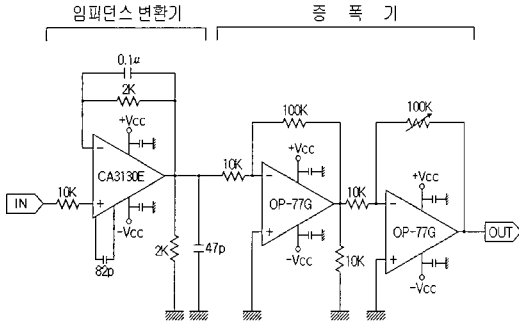 임피던스 변환기
증 폭 기
0.1μ
2K
+Vcc
CA3130E
IN
10K
-Vcc
82p
2K
47p
10K
100K
+Vcc
OP-77G
-Vcc
10K
10K
100K
+Vcc
OP-77G
-Vcc
OUT